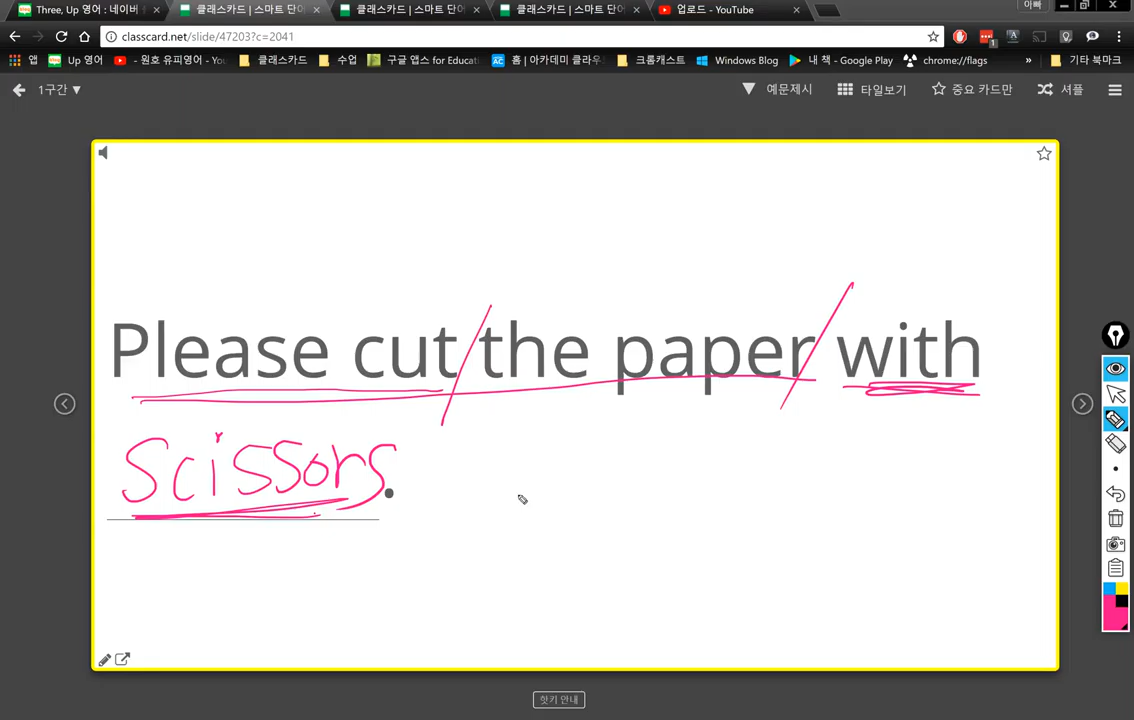 Three, Up 영어 : 네이버
클래스카드 | 스마트 단어
클래스카드 | 스마트 단어
클래스카드 | 스마트 단어
업로드 - YouTube
아빠
classcard.net/slide/47203?c=2041
앱 Up 영어 - 원호 유피영어 - You 클래스카드 수업 구글 앱스 for Educati 홈 | 아카데미 클라우 크롬캐스트 Windows Blog 내 책 - Google Play chrome://flags » 기타 북마크
1구간 ▼ 예문제시 타일보기 중요 카드만 셔플
Please cut the paper with
Scissors.
핫키 안내